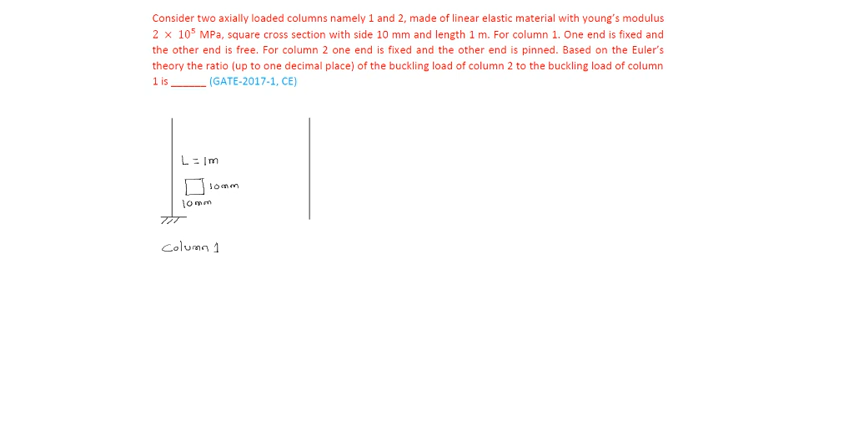 Consider two axially loaded columns namely 1 and 2, made of linear elastic material with young's modulus
2 × 10⁵ MPa, square cross section with side 10 mm and length 1 m. For column 1. One end is fixed and
the other end is free. For column 2 one end is fixed and the other end is pinned. Based on the Euler's
theory the ratio (up to one decimal place) of the buckling load of column 2 to the buckling load of column
1 is ______ (GATE-2017-1, CE)
L = 1m
10mm
10mm
Column 1